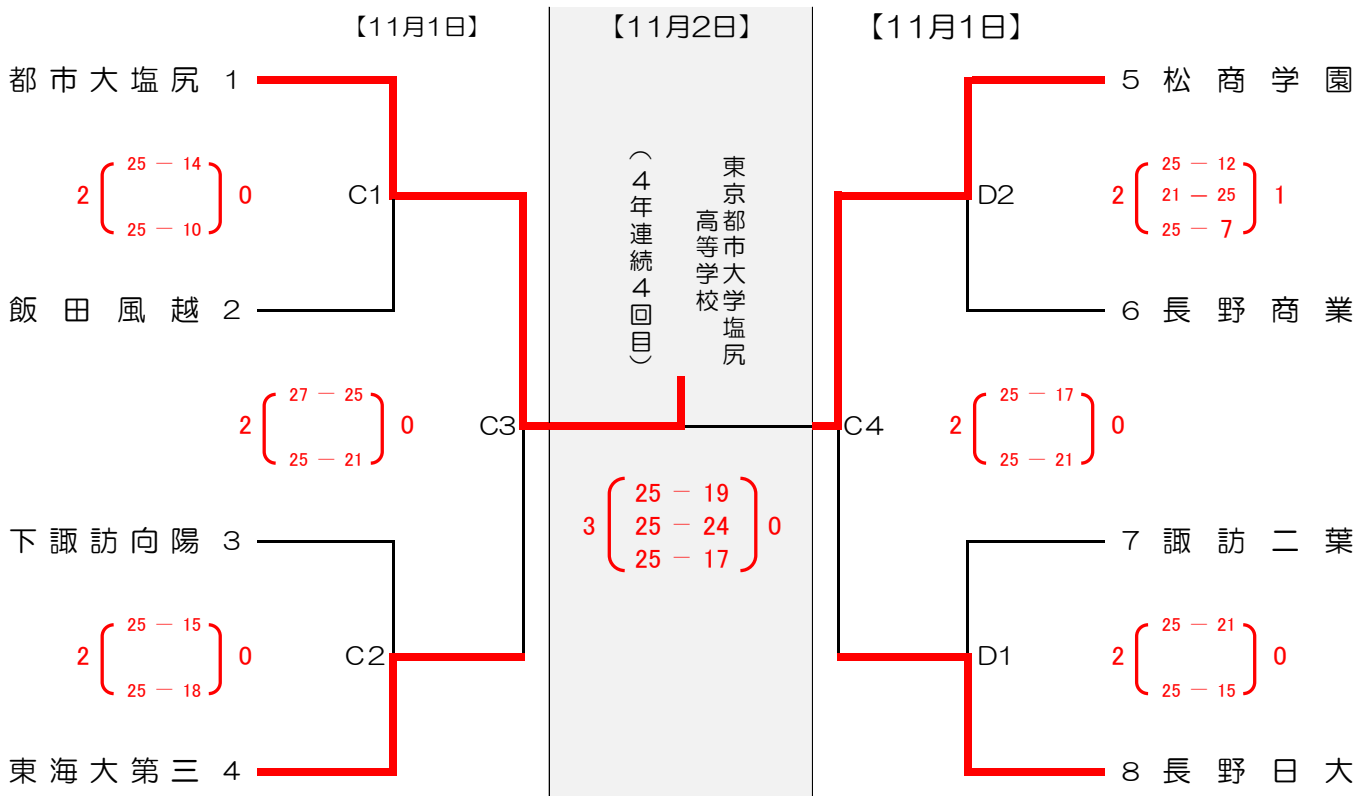 【11月1日】
【11月2日】
【11月1日】
都市大塩尻 1
5 松商学園
2 25 － 14 0
25 － 10
C1
D2
2 25 － 12 1
21 － 25
25 － 7
東京都市大学塩尻
高等学校
（４年連続４回目）
飯田風越 2
6 長野商業
2 27 － 25 0
25 － 21
C3
C4
2 25 － 17 0
25 － 21
3 25 － 19 0
25 － 24
25 － 17
下諏訪向陽 3
7 諏訪二葉
2 25 － 15 0
25 － 18
C2
D1
2 25 － 21 0
25 － 15
東海大第三 4
8 長野日大